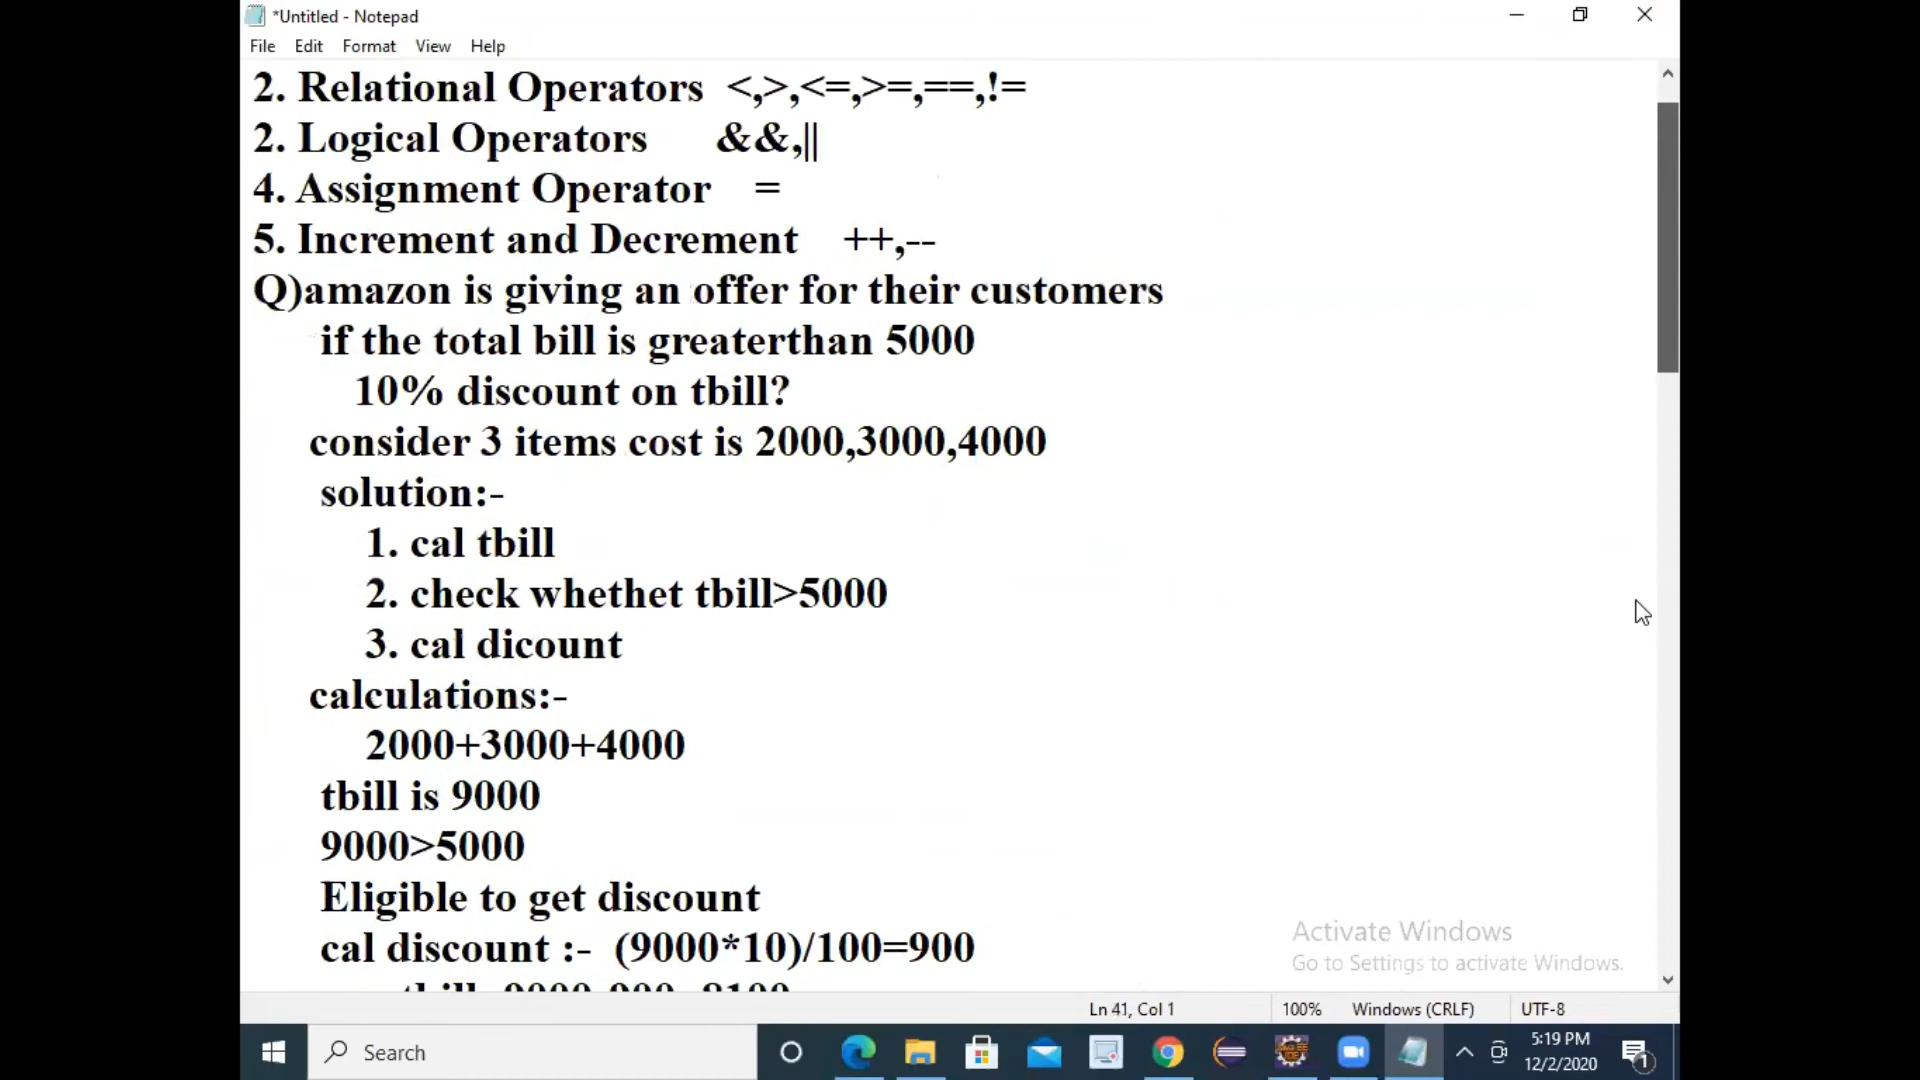 *Untitled - Notepad
File Edit Format View Help
2. Relational Operators <,>,<=,>=,==,!=
2. Logical Operators &&,||
4. Assignment Operator =
5. Increment and Decrement ++,--
Q)amazon is giving an offer for their customers
if the total bill is greaterthan 5000
10% discount on tbill?
consider 3 items cost is 2000,3000,4000
solution:-
1. cal tbill
2. check whethet tbill>5000
3. cal dicount
calculations:-
2000+3000+4000
tbill is 9000
9000>5000
Eligible to get discount
cal discount :- (9000*10)/100=900
Activate Windows
Go to Settings to activate Windows.
Ln 41, Col 1 100% Windows (CRLF) UTF-8
Search
5:19 PM
12/2/2020
1